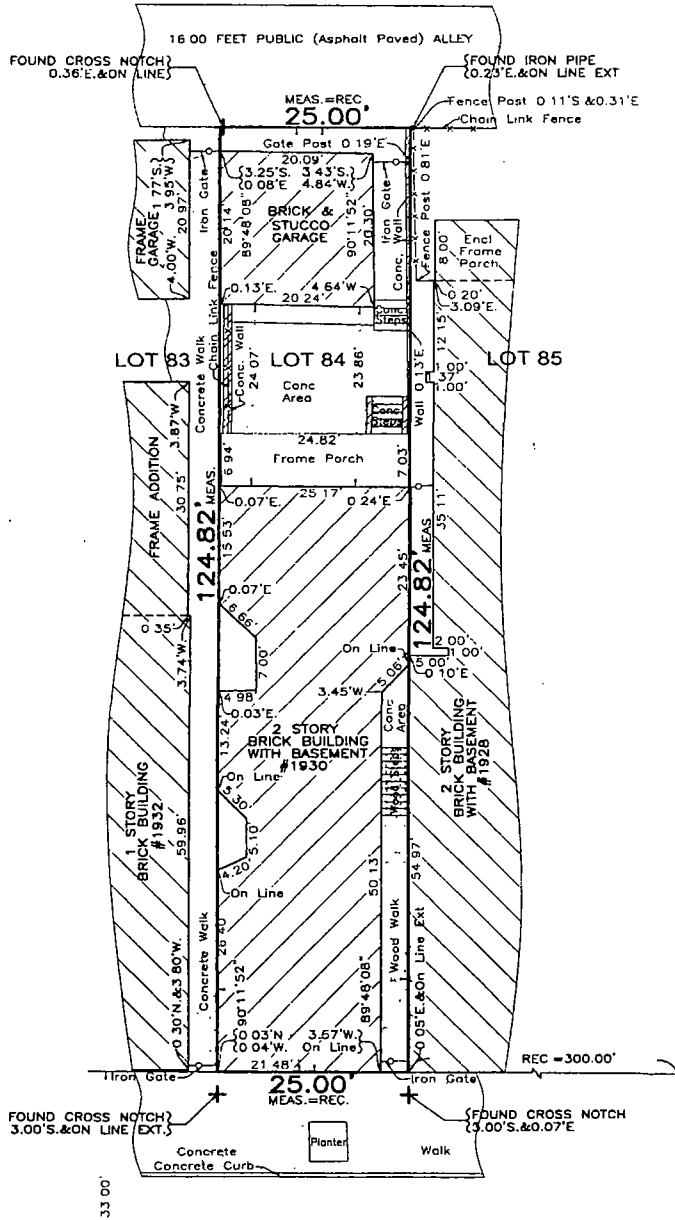 16 00 FEET PUBLIC (Asphalt Paved) ALLEY
FOUND CROSS NOTCH
0.36'E.&ON LINE
FOUND IRON PIPE
0.23'E.&ON LINE EXT
MEAS.=REC
25.00'
Fence Post 0 11'S &0.31'E
Chain Link Fence
Gate Post 0 19'E
20.09'
3.25'S. 3 43'S.
0 08'E 4.84'W.
1 77'S.
3 95'W
FRAME
GARAGE
20 97'
4.00'W.
Iron Gate
20 14'
89°48'08"
BRICK &
STUCCO
GARAGE
90°11'52"
20.30'
Iron Gate
Conc. Wall
Fence Post 0 81'E
8 00'
Encl
Frame
Porch
0.13'E.
4.64'W
20 24'
0 20'
3.09'E.
Conc
Steps
LOT 83
LOT 84
LOT 85
Concrete Walk
Chain Link Fence
Conc. Wall
24 07'
Conc
Area
23 86'
Wall 0 13'E
12 15'
1.00'
37'
1.00'
Conc
Steps
3.87'W
24.82'
6 94'
Frame Porch
7 03'
FRAME ADDITION
30 75'
25 17'
0.07'E.
0 24'E
124.82' MEAS.
15 53'
23 45'
124.82' MEAS
35 11'
0.07'E
6 66'
7 00'
0.35'
3.74'W.
On Line
2 00'
1.00'
5 00'
0 10'E
5 06'
3.45'W.
4 98
0.03'E.
13.24'
2 STORY
BRICK BUILDING
WITH BASEMENT
#1930
Conc
Area
Wood Steps
2 STORY
BRICK BUILDING
WITH BASEMENT
#1928
1 STORY
BRICK BUILDING
#1932
59.96'
On Line
5.30'
5.10'
4.20'
On Line
50 13'
54 97'
Wood Walk
Concrete Walk
26 40
90°11'52"
89°48'08"
0 30'N.&3 80'W.
0 05'E.&On Line Ext
0 03'N 3.57'W.
0 04'W. On Line
21.48'
REC =300.00'
Iron Gate
25.00'
MEAS.=REC.
Iron Gate
FOUND CROSS NOTCH
3.00'S.&ON LINE EXT.
FOUND CROSS NOTCH
3.00'S.&0.07'E
Planter
Concrete Walk
Concrete Curb
33 00'